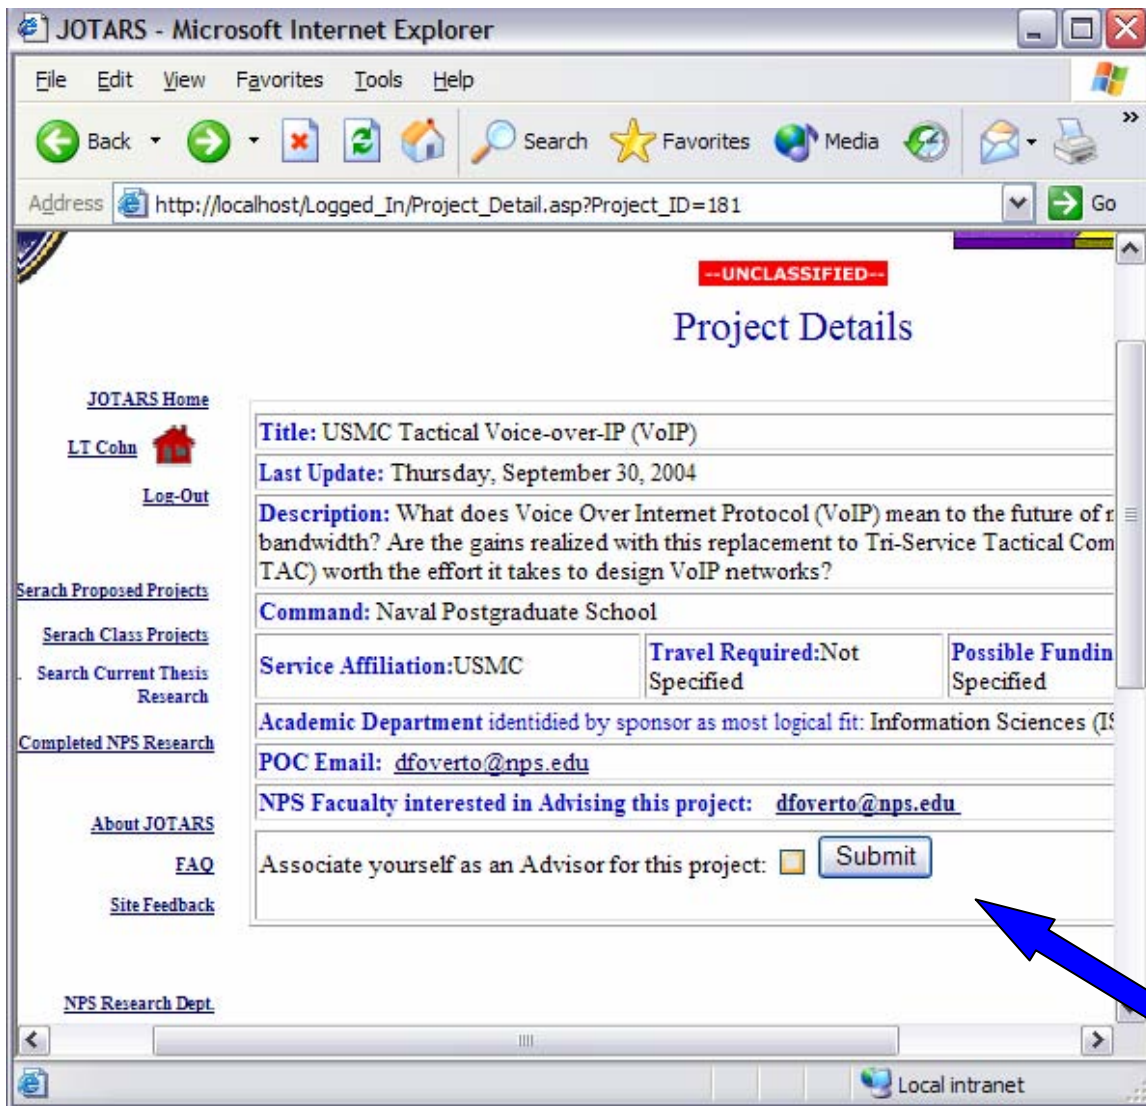 JOTARS - Microsoft Internet Explorer
File Edit View Favorites Tools Help
Back Search Favorites Media »
Address http://localhost/Logged_In/Project_Detail.asp?Project_ID=181 Go
--UNCLASSIFIED--
Project Details
JOTARS Home
LT Cohn
Log-Out
Serach Proposed Projects
Serach Class Projects
Search Current Thesis
Research
Completed NPS Research
About JOTARS
FAQ
Site Feedback
NPS Research Dept.
Title: USMC Tactical Voice-over-IP (VoIP)
Last Update: Thursday, September 30, 2004
Description: What does Voice Over Internet Protocol (VoIP) mean to the future of
bandwidth? Are the gains realized with this replacement to Tri-Service Tactical Com
TAC) worth the effort it takes to design VoIP networks?
Command: Naval Postgraduate School
Service Affiliation:USMC
Travel Required:Not
Specified
Possible Fundin
Specified
Academic Department identidied by sponsor as most logical fit: Information Sciences (IS
POC Email: dfoverto@nps.edu
NPS Facualty interested in Advising this project: dfoverto@nps.edu
Associate yourself as an Advisor for this project: Submit
Local intranet